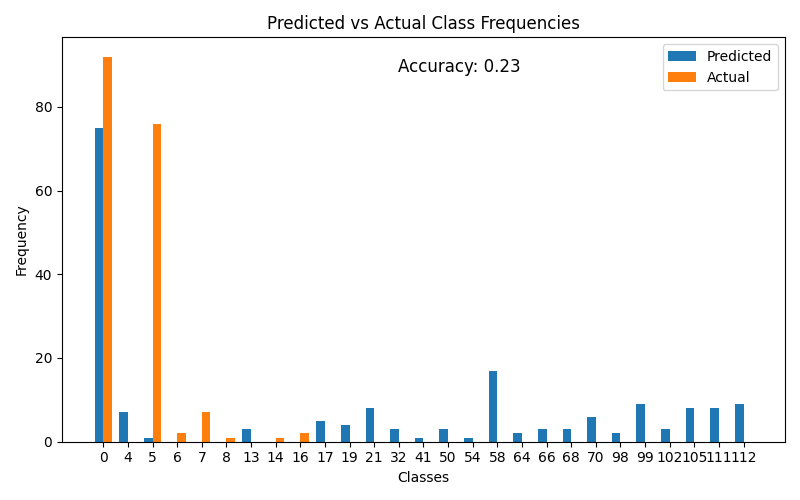 Predicted vs Actual Class Frequencies
Accuracy: 0.23
Predicted
Actual
Frequency
80
60
40
20
0
0 4 5 6 7 8 13 14 16 17 19 21 32 41 50 54 58 64 66 68 70 98 99 102 105 111 112
Classes